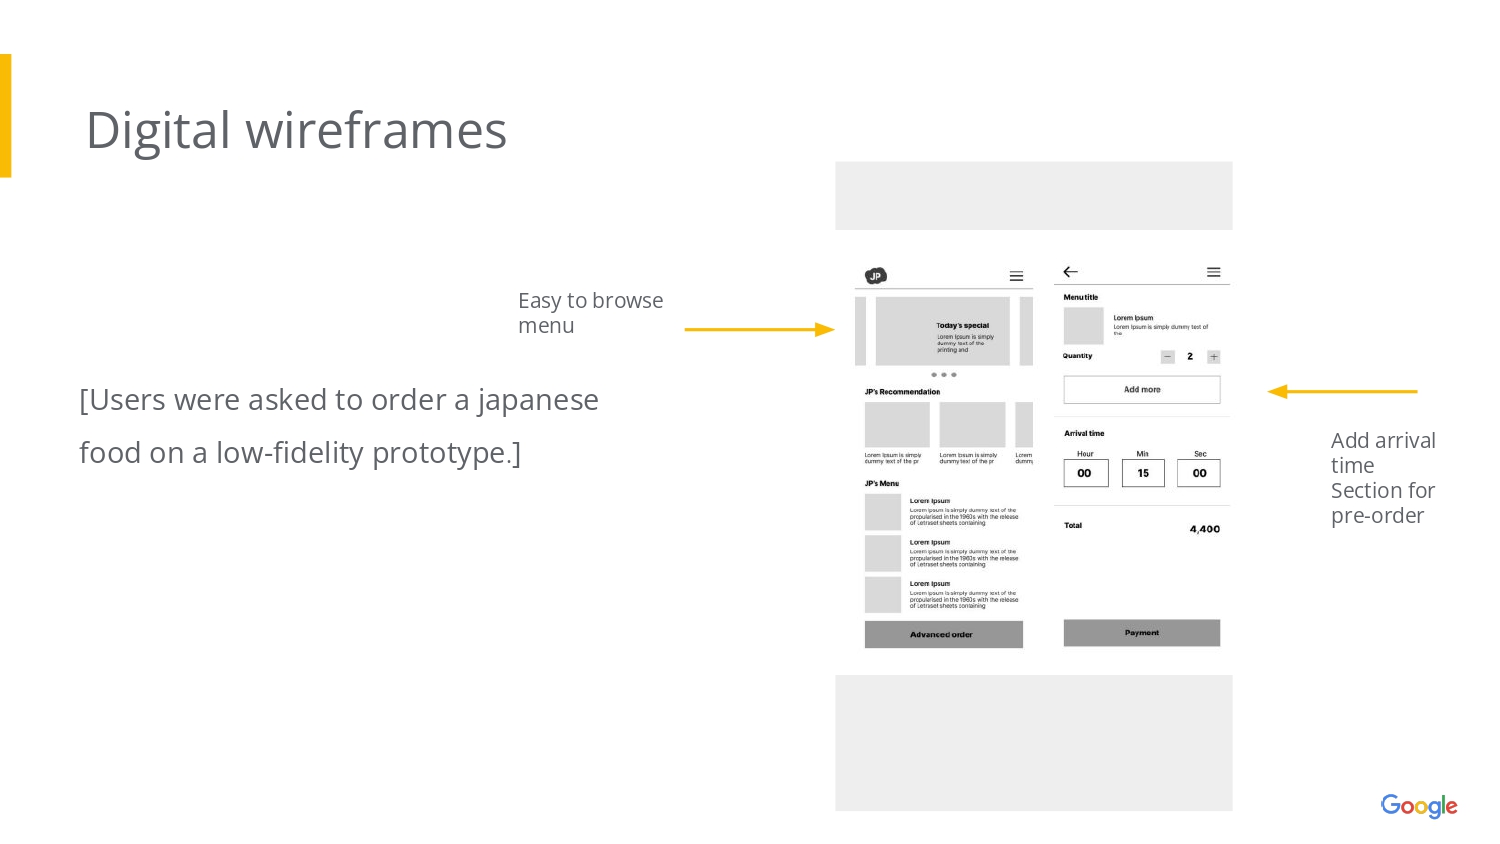 Digital wireframes
Easy to browse
menu
[Users were asked to order a japanese
food on a low-fidelity prototype.]
JP
Today's special
Lorem Ipsum is simply
dummy text of the
printing and
JP's Recommendation
Lorem Ipsum is simply
dummy text of the pr
Lorem Ipsum is simply
dummy text of the pr
Lorem
dummy
JP's Menu
Lorem Ipsum
Lorem Ipsum is simply dummy text of the
propularised in the 1960s with the release
of Letraset sheets containing
Lorem Ipsum
Lorem Ipsum is simply dummy text of the
propularised in the 1960s with the release
of Letraset sheets containing
Lorem Ipsum
Lorem Ipsum is simply dummy text of the
propularised in the 1960s with the release
of Letraset sheets containing
Advanced order
Menu title
Lorem Ipsum
Lorem Ipsum is simply dummy text of
the
Quantity
− 2 +
Add more
Arrival time
Hour Min Sec
00 15 00
Total
4,400
Payment
Add arrival
time
Section for
pre-order
Google